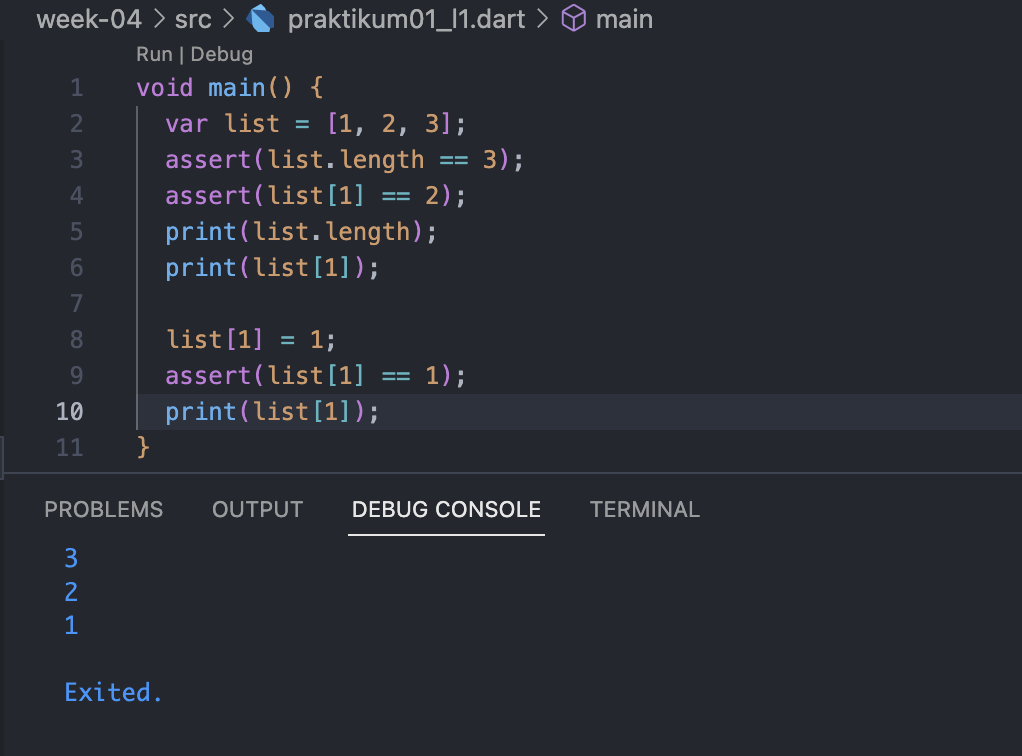 week-04 > src > praktikum01_l1.dart > main
Run | Debug
1 void main() {
2   var list = [1, 2, 3];
3   assert(list.length == 3);
4   assert(list[1] == 2);
5   print(list.length);
6   print(list[1]);
7
8   list[1] = 1;
9   assert(list[1] == 1);
10   print(list[1]);
11 }
PROBLEMS OUTPUT DEBUG CONSOLE TERMINAL
3
2
1
Exited.